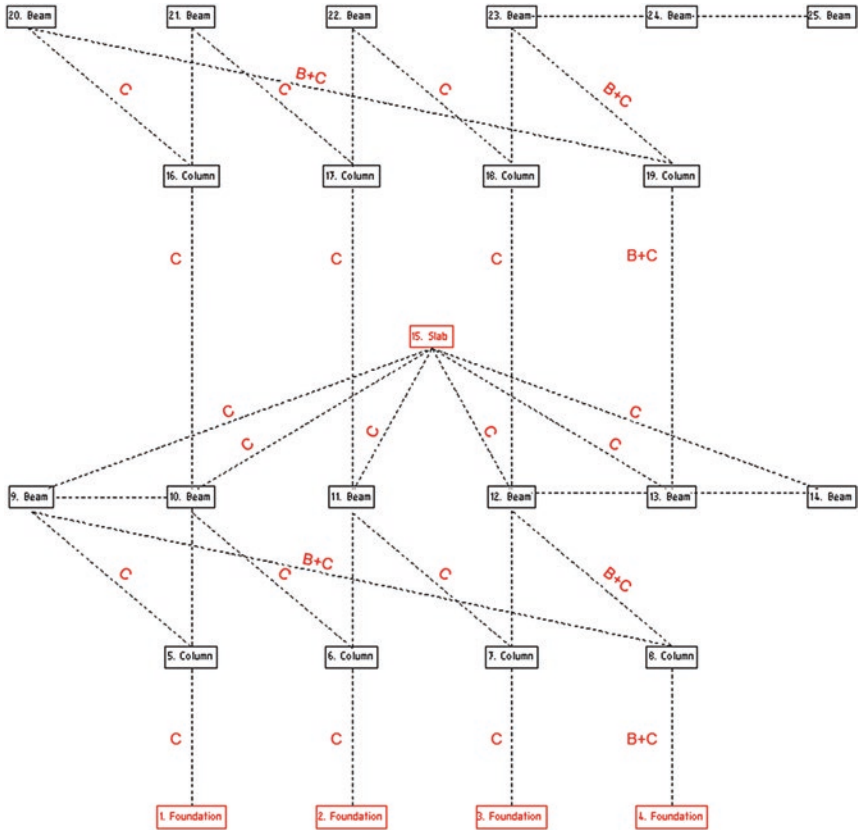 20. Beam
21. Beam
22. Beam
23. Beam
24. Beam
25. Beam
C
B+C
C
C
B+C
16. Column
17. Column
18. Column
19. Column
C
C
C
B+C
15. Slab
C
C
C
C
C
C
9. Beam
10. Beam
11. Beam
12. Beam
13. Beam
14. Beam
C
B+C
C
C
B+C
5. Column
6. Column
7. Column
8. Column
C
C
C
B+C
1. Foundation
2. Foundation
3. Foundation
4. Foundation